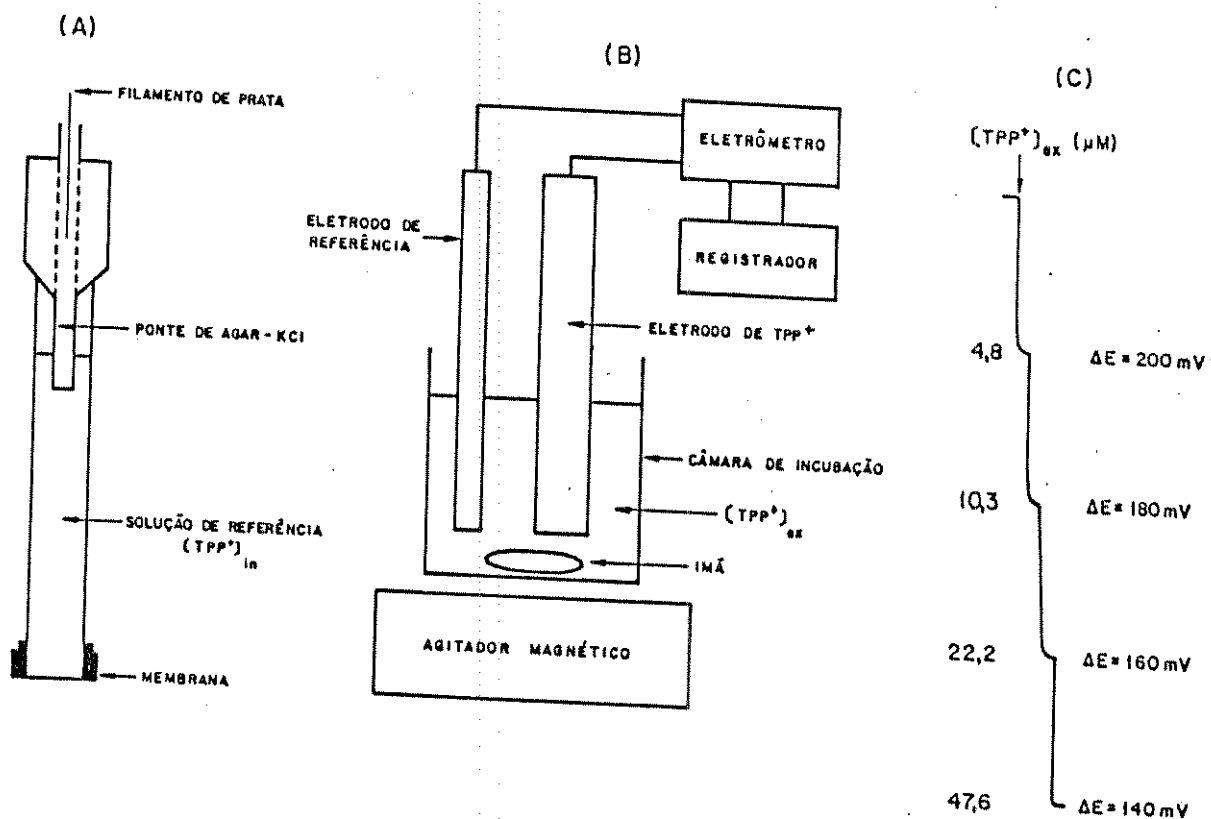 (A)
FILAMENTO DE PRATA
PONTE DE AGAR-KCl
SOLUÇÃO DE REFERÊNCIA
(TPP⁺)in
MEMBRANA
(B)
ELETRÔMETRO
REGISTRADOR
ELETRODO DE
REFERÊNCIA
ELETRODO DE TPP⁺
CÂMARA DE INCUBAÇÃO
(TPP⁺)ex
IMÃ
AGITADOR MAGNÉTICO
(C)
(TPP⁺)ex (μM)
4,8 ΔE = 200 mV
10,3 ΔE = 180 mV
22,2 ΔE = 160 mV
47,6 ΔE = 140 mV